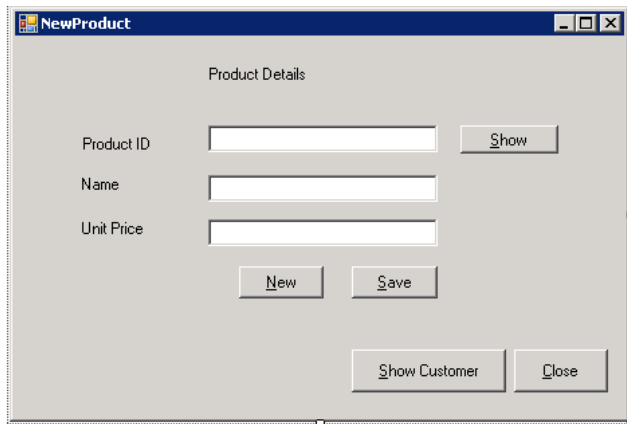 NewProduct
Product Details
Product ID Show
Name
Unit Price
New Save
Show Customer Close